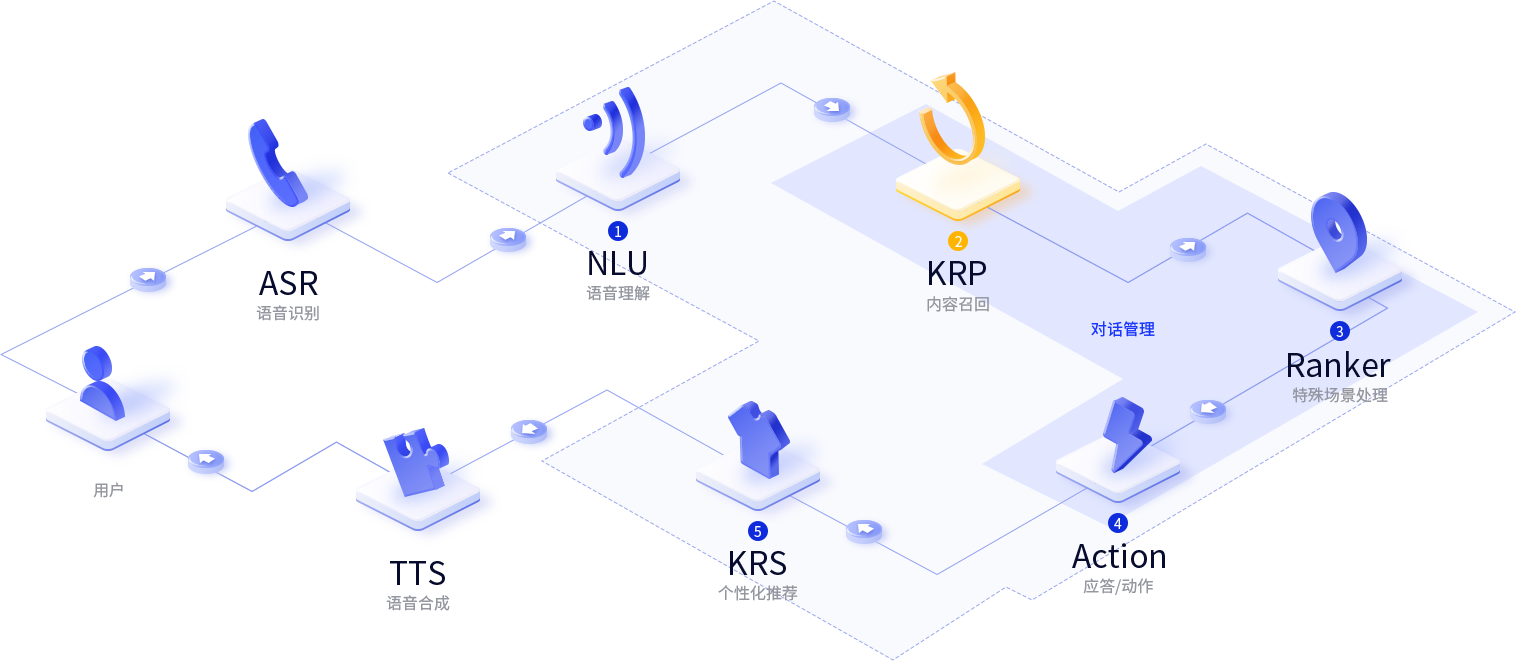 ASR
语音识别
1
NLU
语音理解
2
KRP
内容召回
对话管理
3
Ranker
特殊场景处理
4
Action
应答/动作
5
KRS
个性化推荐
TTS
语音合成
用户